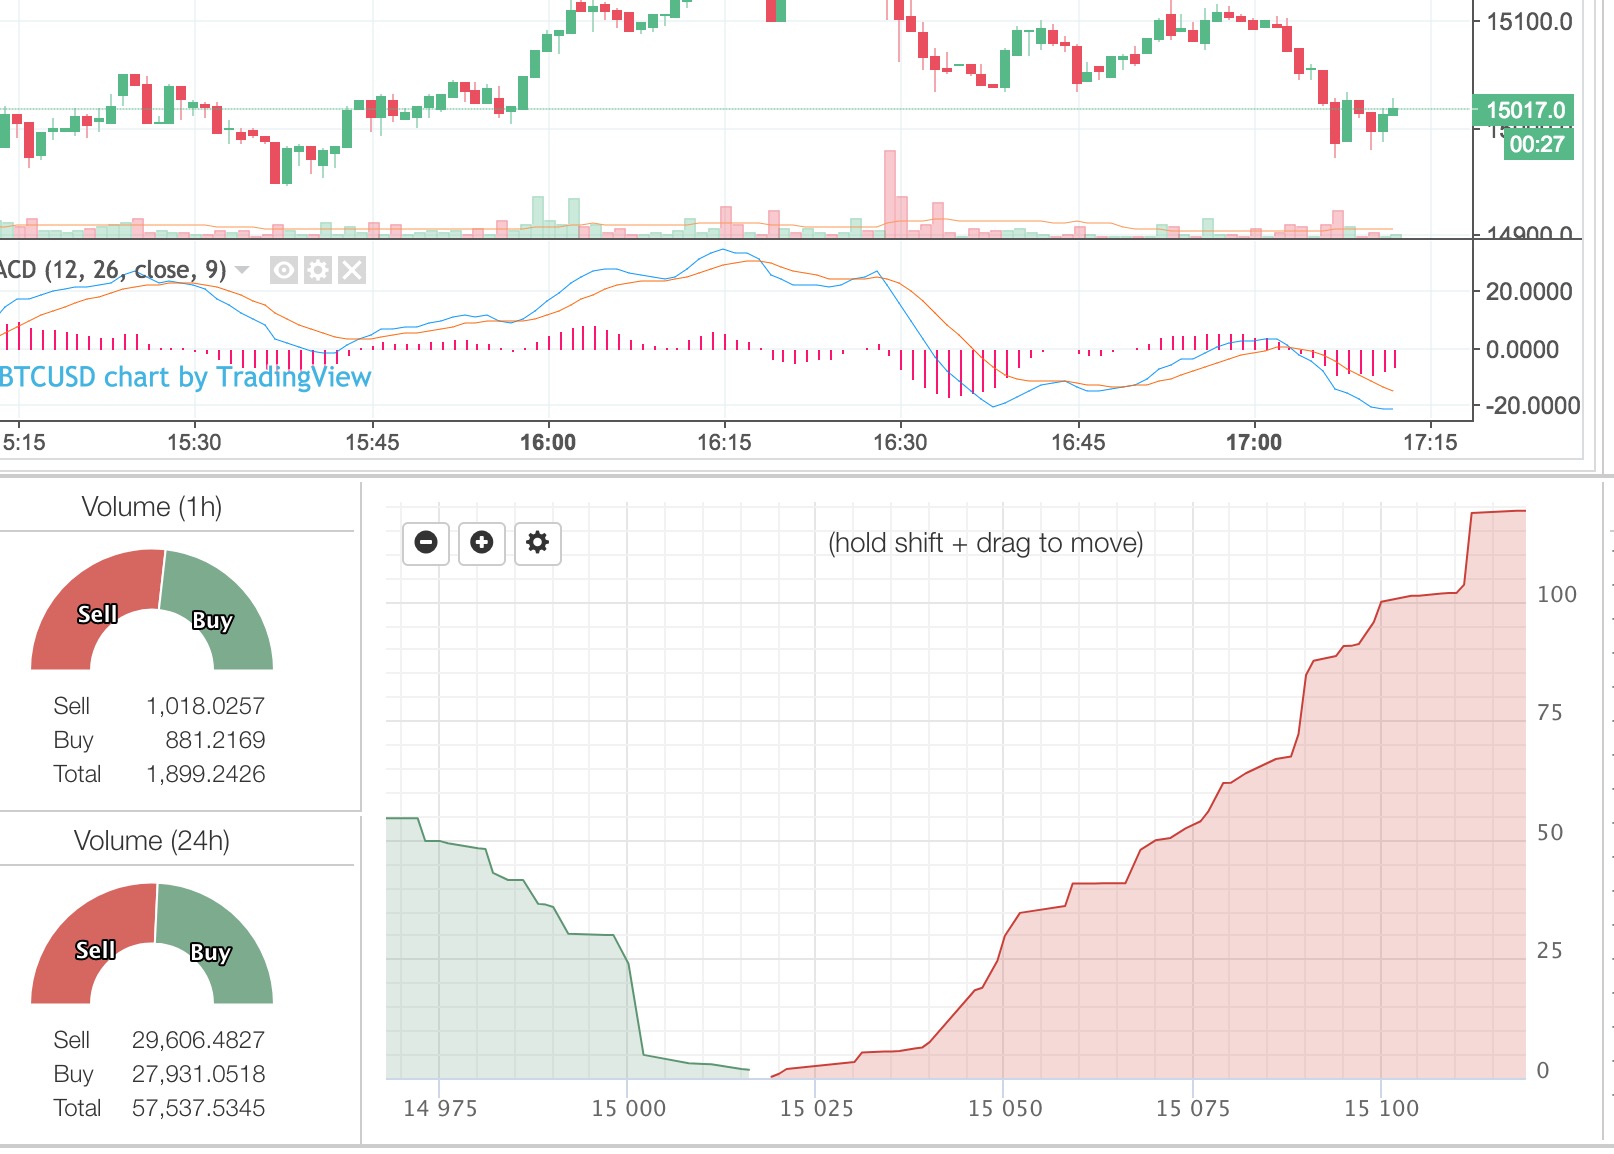 15100.0
15017.0
00:27
14900.0
ACD (12, 26, close, 9)
20.0000
0.0000
-20.0000
BTCUSD chart by TradingView
5:15 15:30 15:45 16:00 16:15 16:30 16:45 17:00 17:15
Volume (1h)
Sell
Buy
Sell 1,018.0257
Buy 881.2169
Total 1,899.2426
Volume (24h)
Sell
Buy
Sell 29,606.4827
Buy 27,931.0518
Total 57,537.5345
(hold shift + drag to move)
100
75
50
25
0
14 975 15 000 15 025 15 050 15 075 15 100